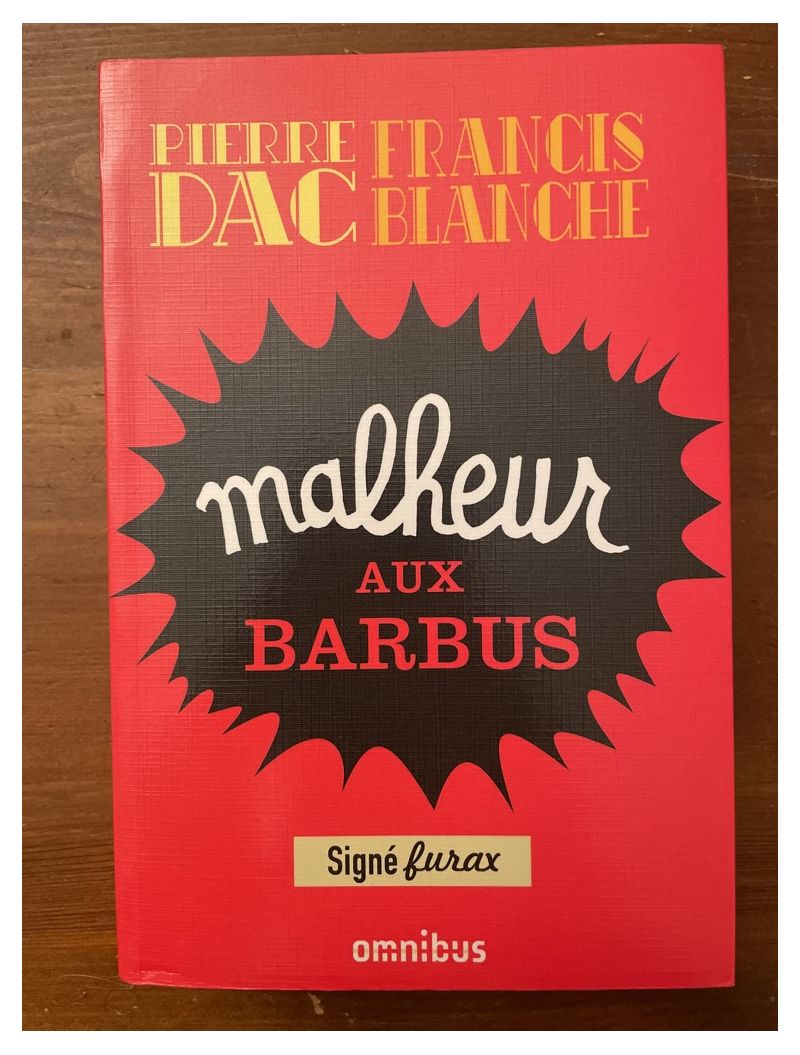 PIERRE
DAC
FRANCIS
BLANCHE
malheur
AUX
BARBUS
Signé furax
omnibus